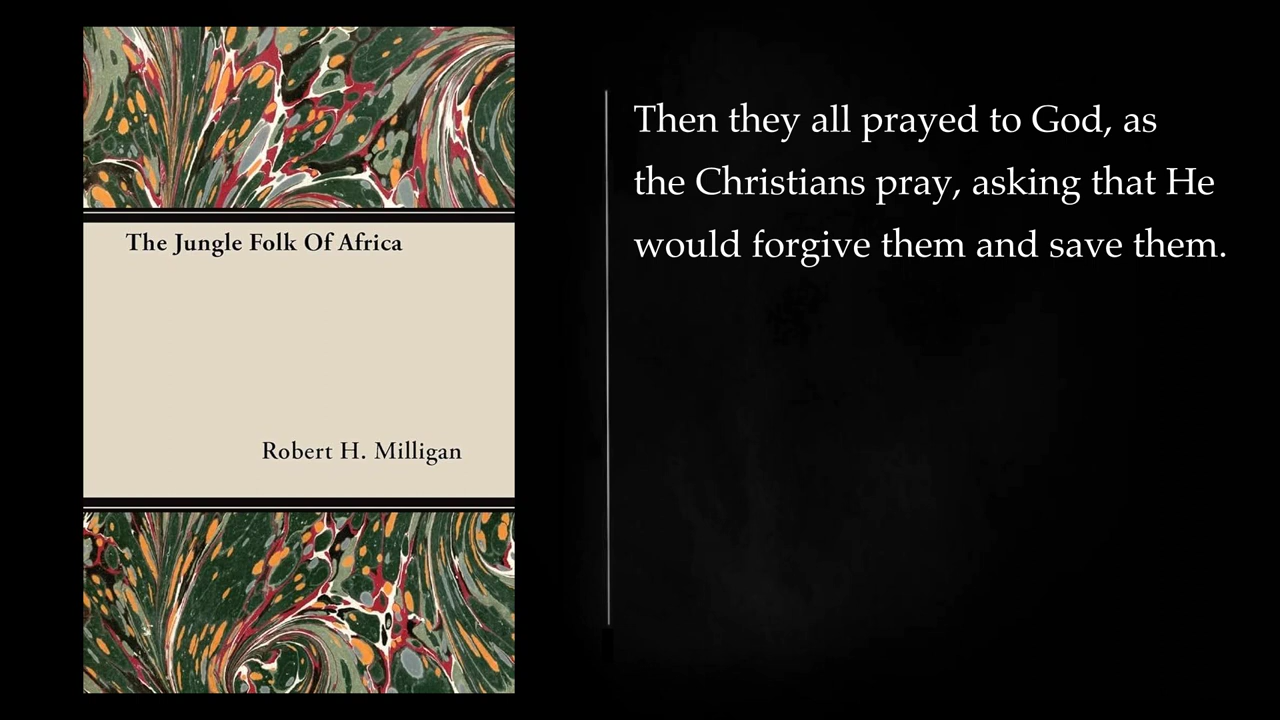 The Jungle Folk Of Africa
Robert H. Milligan
Then they all prayed to God, as
the Christians pray, asking that He
would forgive them and save them.